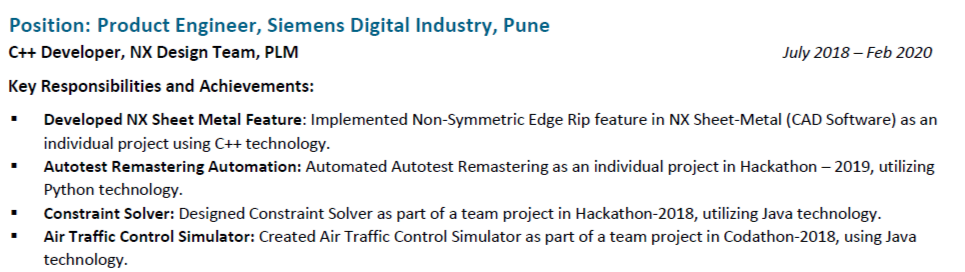 Position: Product Engineer, Siemens Digital Industry, Pune
C++ Developer, NX Design Team, PLM July 2018 – Feb 2020
Key Responsibilities and Achievements:
▪ Developed NX Sheet Metal Feature: Implemented Non-Symmetric Edge Rip feature in NX Sheet-Metal (CAD Software) as an
individual project using C++ technology.
▪ Autotest Remastering Automation: Automated Autotest Remastering as an individual project in Hackathon – 2019, utilizing
Python technology.
▪ Constraint Solver: Designed Constraint Solver as part of a team project in Hackathon-2018, utilizing Java technology.
▪ Air Traffic Control Simulator: Created Air Traffic Control Simulator as part of a team project in Codathon-2018, using Java
technology.